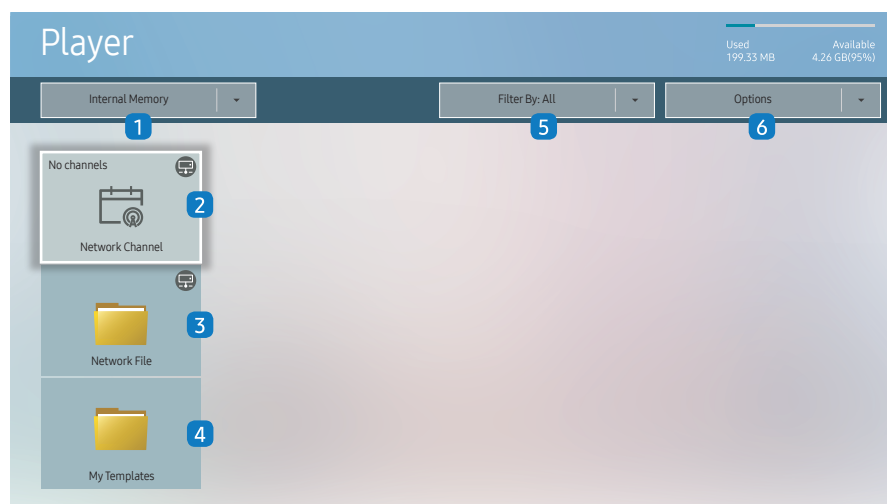 Player
Used Available
199.33 MB 4.26 GB(95%)
Internal Memory
Filter By: All
Options
1
5
6
No channels
2
Network Channel
3
Network File
4
My Templates